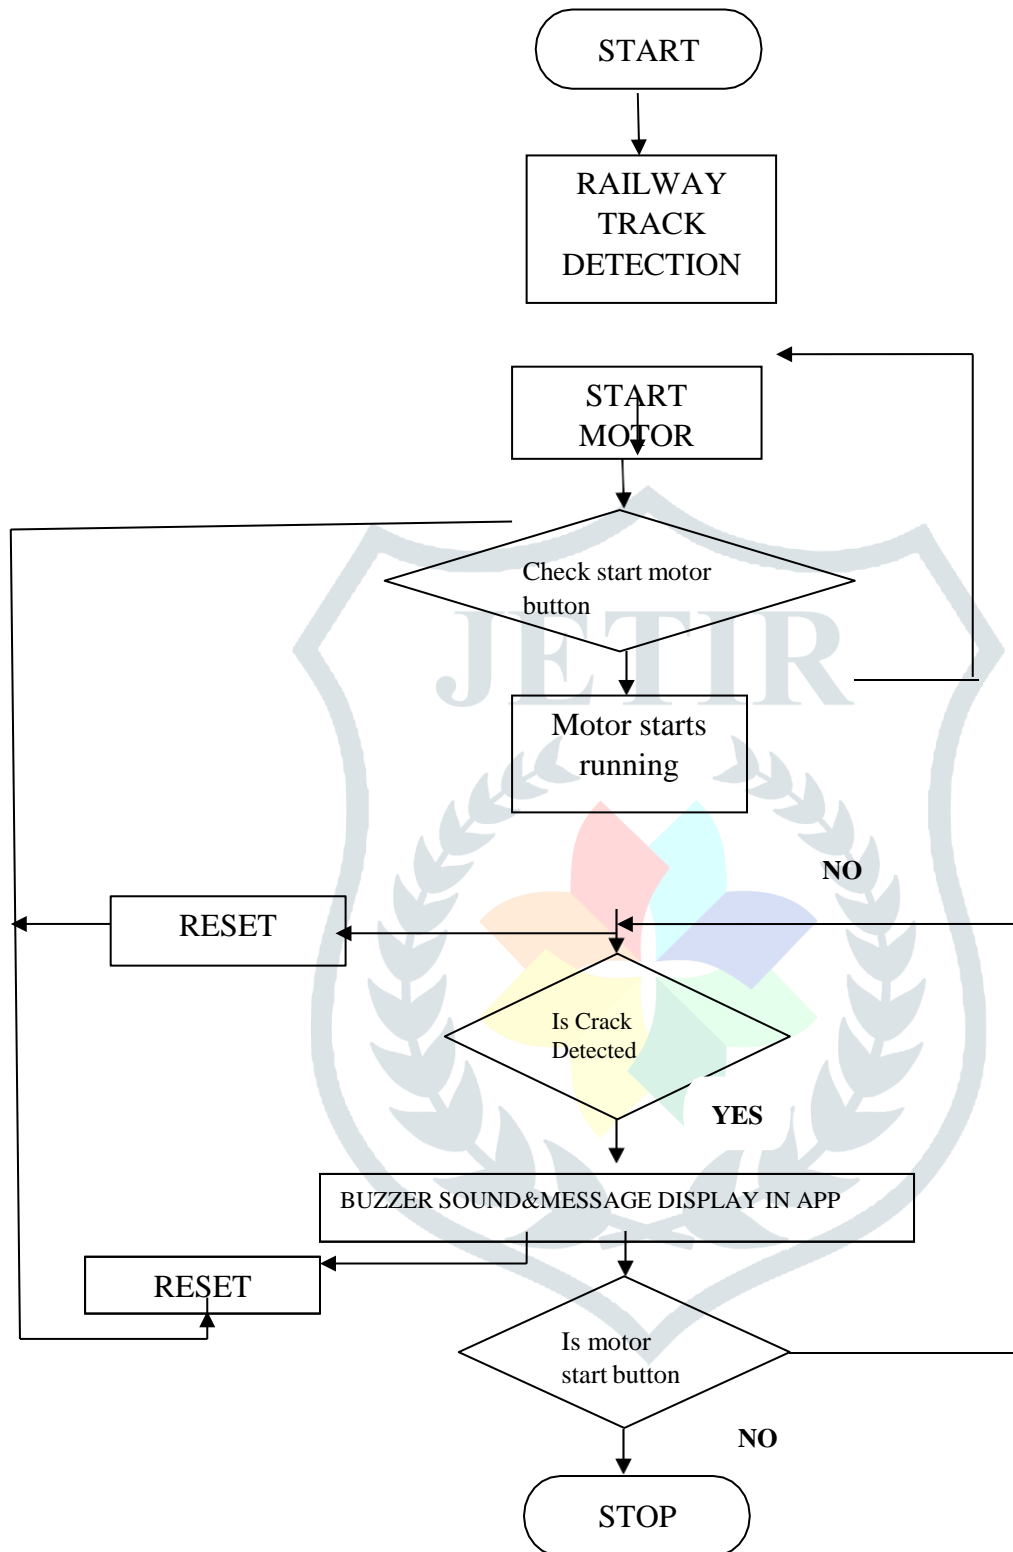 START
RAILWAY
TRACK
DETECTION
START
MOTOR
Check start motor
button
JETIR
Motor starts
running
NO
RESET
Is Crack
Detected
YES
BUZZER SOUND&MESSAGE DISPLAY IN APP
RESET
Is motor
start button
NO
STOP